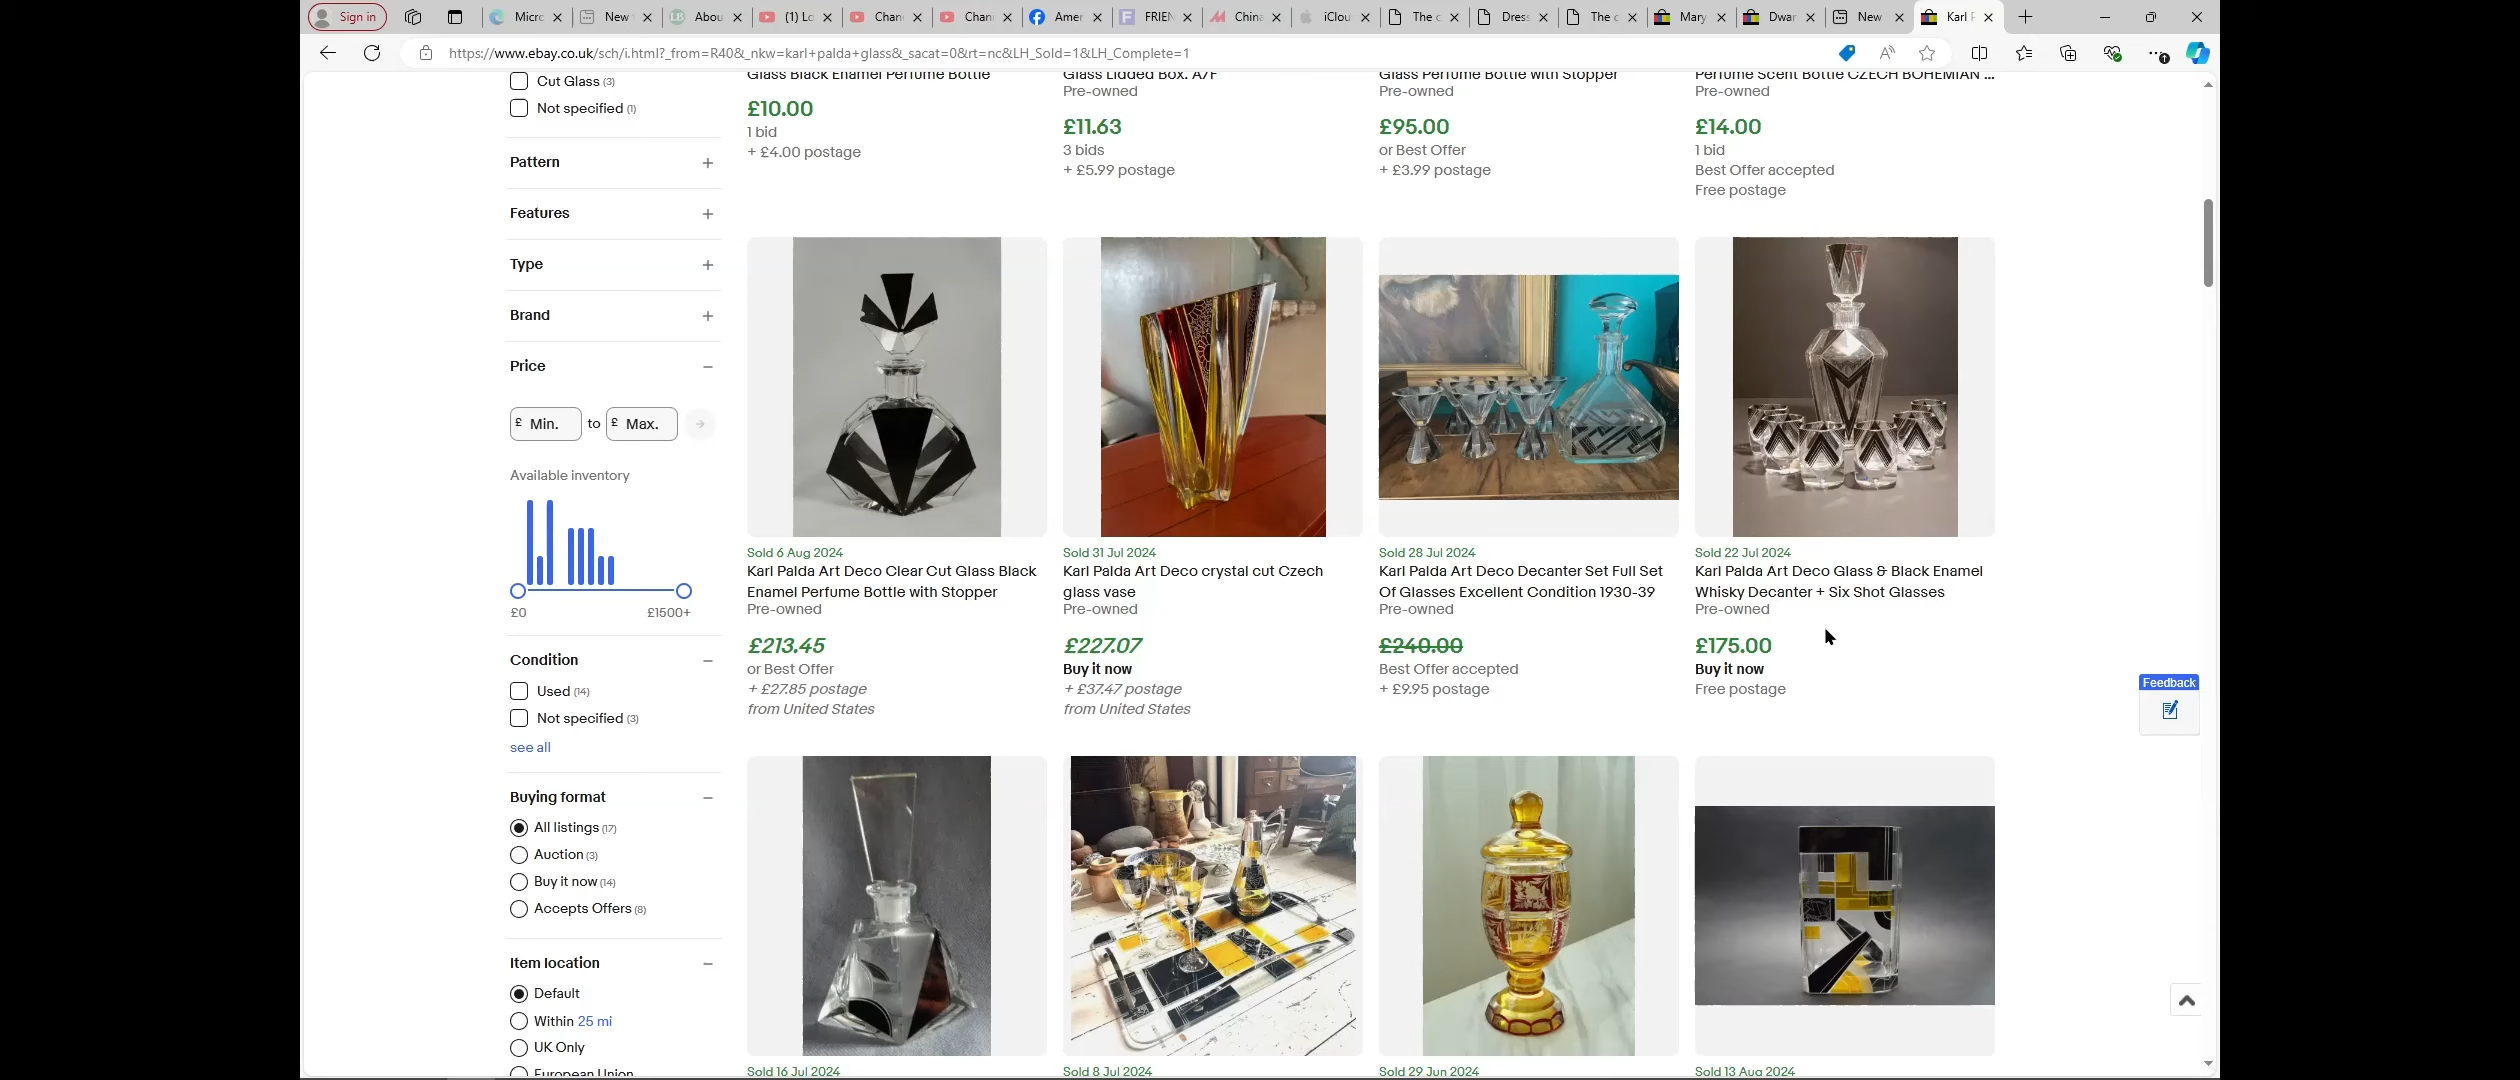 Sign in
Micro
New
Abou
(1) Lo
Chan
Chan
Amer
FRIEN
China
iClou
The c
Dress
The c
Mary
Dwar
New
Karl P
https://www.ebay.co.uk/sch/i.html?_from=R40&_nkw=karl+palda+glass&_sacat=0&rt=nc&LH_Sold=1&LH_Complete=1
Cut Glass (3)
Not specified (1)
Pattern
Features
Type
Brand
Price
£ Min. to £ Max.
Available inventory
£0 £1500+
Condition
Used (14)
Not specified (3)
see all
Buying format
All listings (17)
Auction (3)
Buy it now (14)
Accepts Offers (8)
Item location
Default
Within 25 mi
UK Only
European Union
Glass Black Enamel Perfume Bottle
£10.00
1 bid
+ £4.00 postage
Glass Lidded Box. A/F
Pre-owned
£11.63
3 bids
+ £5.99 postage
Glass Perfume Bottle with Stopper
Pre-owned
£95.00
or Best Offer
+ £3.99 postage
Perfume Scent Bottle CZECH BOHEMIAN ...
Pre-owned
£14.00
1 bid
Best Offer accepted
Free postage
Sold 6 Aug 2024
Karl Palda Art Deco Clear Cut Glass Black
Enamel Perfume Bottle with Stopper
Pre-owned
£213.45
or Best Offer
+ £27.85 postage
from United States
Sold 31 Jul 2024
Karl Palda Art Deco crystal cut Czech
glass vase
Pre-owned
£227.07
Buy it now
+ £37.47 postage
from United States
Sold 28 Jul 2024
Karl Palda Art Deco Decanter Set Full Set
Of Glasses Excellent Condition 1930-39
Pre-owned
£240.00
Best Offer accepted
+ £9.95 postage
Sold 22 Jul 2024
Karl Palda Art Deco Glass & Black Enamel
Whisky Decanter + Six Shot Glasses
Pre-owned
£175.00
Buy it now
Free postage
Feedback
Sold 16 Jul 2024
Sold 8 Jul 2024
Sold 29 Jun 2024
Sold 13 Aug 2024